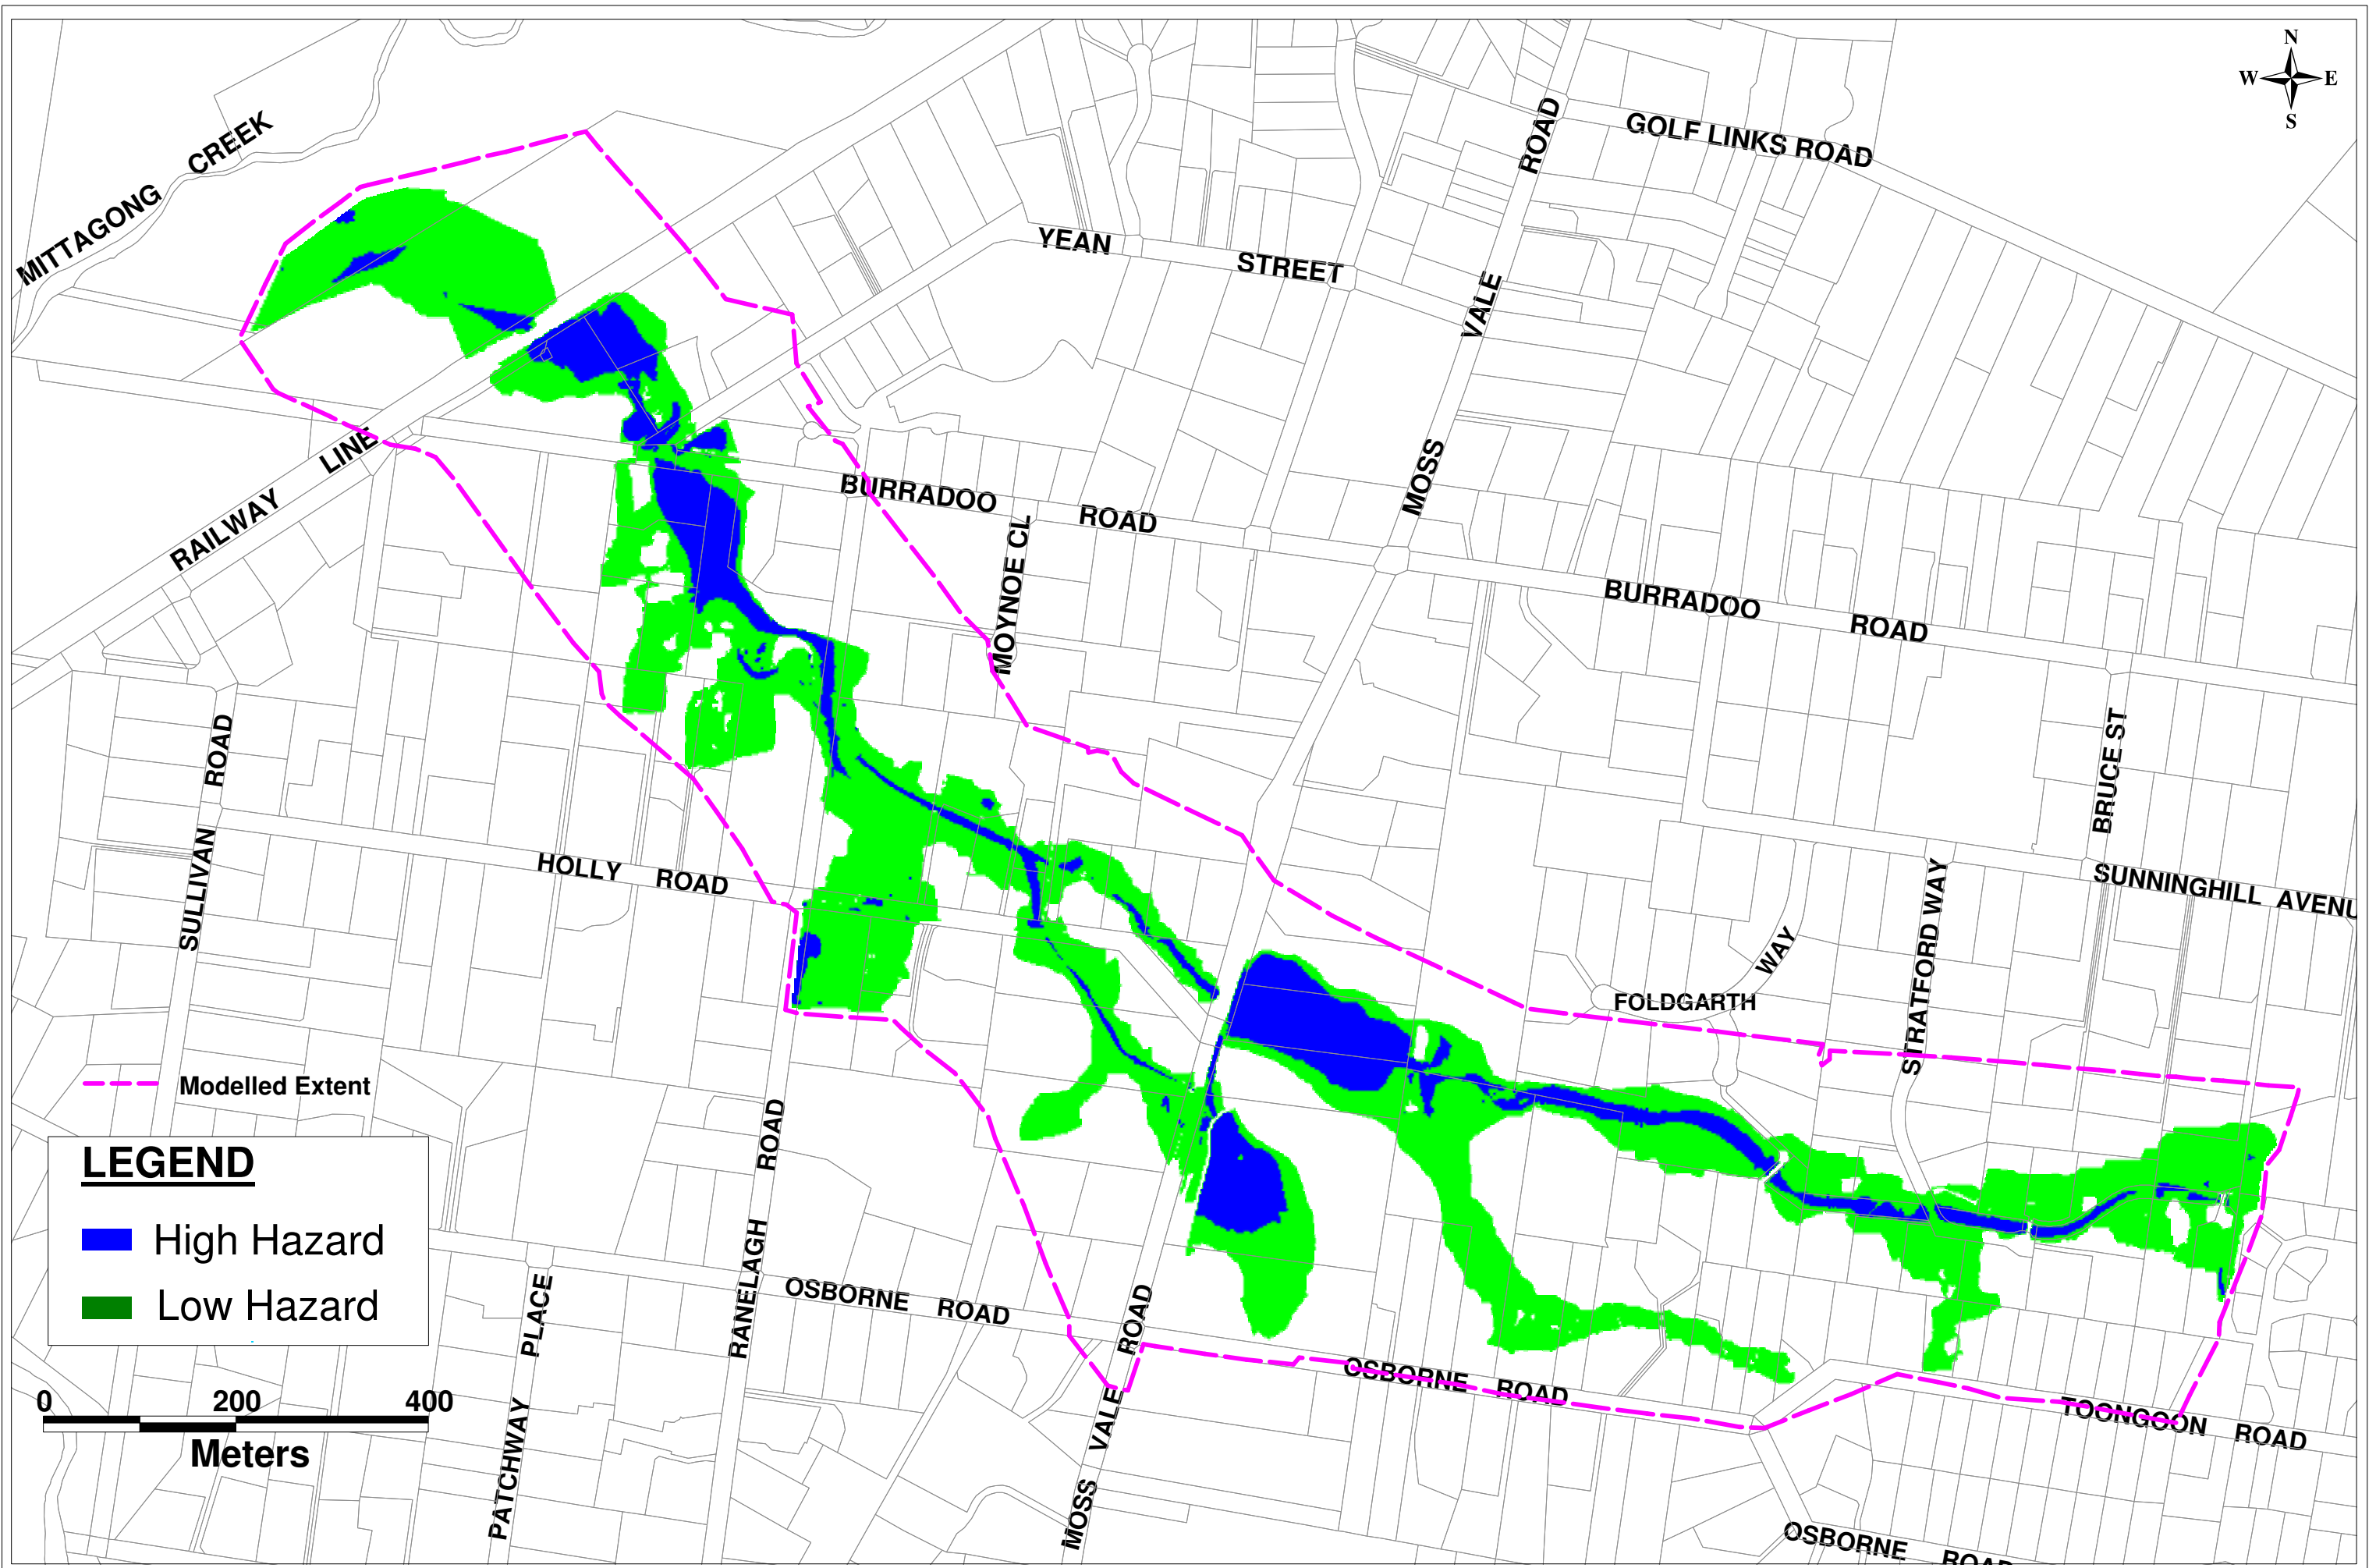 N
W E
S
GOLF LINKS ROAD
MITTAGONG CREEK
YEAN STREET
MOSS VALE ROAD
RAILWAY LINE
BURRADOO ROAD
MOYNOE CL
BURRADOO ROAD
BRUCE ST
SULLIVAN ROAD
HOLLY ROAD
SUNNINGHILL AVENU
STRATFORD WAY
FOLDGARTH WAY
Modelled Extent
LEGEND
High Hazard
Low Hazard
RANELAGH ROAD
OSBORNE ROAD
PATCHWAY PLACE
MOSS VALE ROAD
OSBORNE ROAD
TOONGOON ROAD
0 200 400
Meters
OSBORNE ROAD